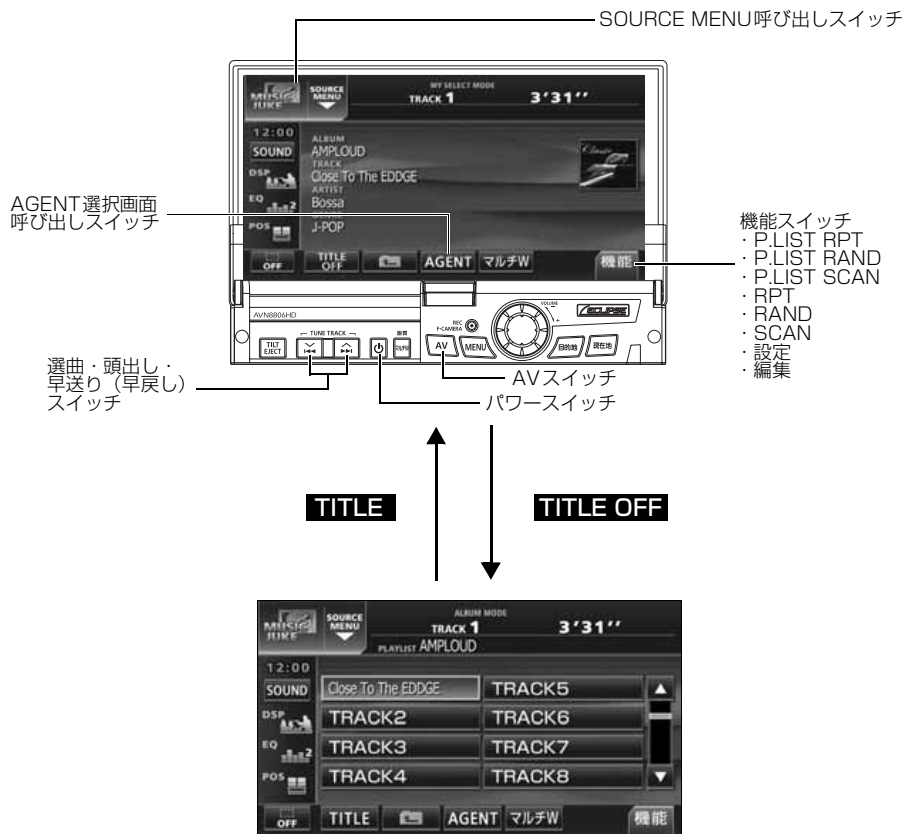 SOURCE MENU呼び出しスイッチ
MUSIC
JUKE
SOURCE
MENU
MY SELECT MODE
TRACK 1
3'31''
12:00
SOUND
DSP
EQ
2
POS
OFF
ALBUM
AMPLOUD
TRACK
Close To The EDDGE
ARTIST
Bossa
GENRE
J-POP
Classic
TITLE
OFF
AGENT
マルチW
機能
AGENT選択画面
呼び出しスイッチ
機能スイッチ
・P.LIST RPT
・P.LIST RAND
・P.LIST SCAN
・RPT
・RAND
・SCAN
・設定
・編集
AVN8806HD
TILT
EJECT
TUNE TRACK
画質
REC
F-CAMERA
AV
MENU
VOLUME
− +
ECLIPSE
目的地
現在地
選曲・頭出し・
早送り（早戻し）
スイッチ
AVスイッチ
パワースイッチ
TITLE
TITLE OFF
MUSIC
JUKE
SOURCE
MENU
ALBUM MODE
TRACK 1
3'31''
PLAYLIST AMPLOUD
12:00
SOUND
DSP
EQ
2
POS
OFF
Close To The EDDGE
TRACK5
TRACK2
TRACK6
TRACK3
TRACK7
TRACK4
TRACK8
TITLE
AGENT
マルチW
機能